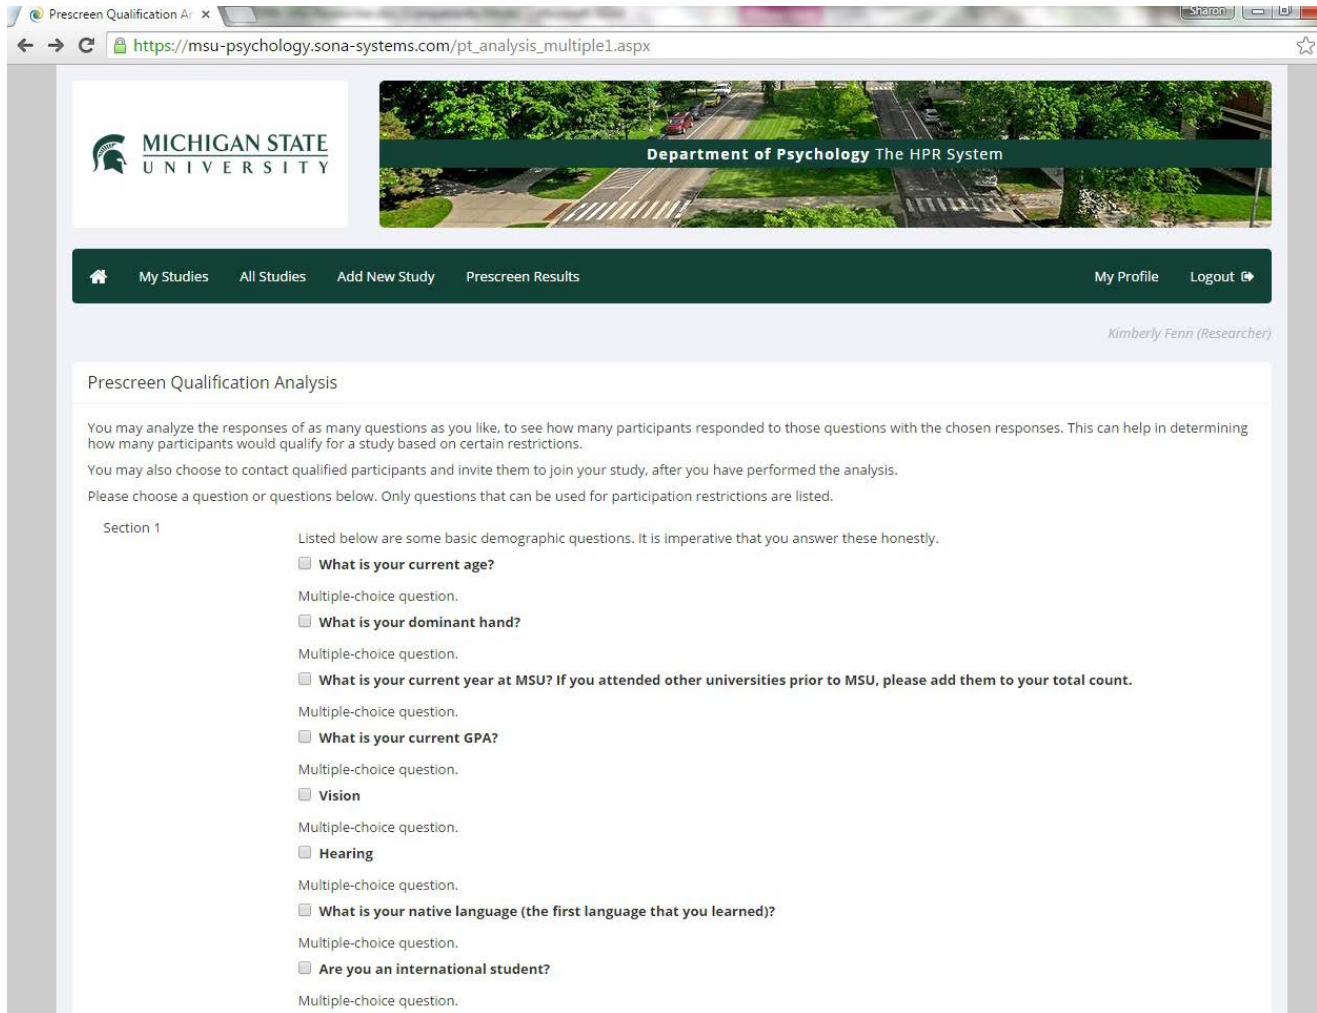 Prescreen Qualification Ar
Sharon
https://msu-psychology.sona-systems.com/pt_analysis_multiple1.aspx
MICHIGAN STATE
UNIVERSITY
Department of Psychology The HPR System
My Studies All Studies Add New Study Prescreen Results My Profile Logout
Kimberly Fenn (Researcher)
Prescreen Qualification Analysis
You may analyze the responses of as many questions as you like, to see how many participants responded to those questions with the chosen responses. This can help in determining
how many participants would qualify for a study based on certain restrictions.
You may also choose to contact qualified participants and invite them to join your study, after you have performed the analysis.
Please choose a question or questions below. Only questions that can be used for participation restrictions are listed.
Section 1
Listed below are some basic demographic questions. It is imperative that you answer these honestly.
What is your current age?
Multiple-choice question.
What is your dominant hand?
Multiple-choice question.
What is your current year at MSU? If you attended other universities prior to MSU, please add them to your total count.
Multiple-choice question.
What is your current GPA?
Multiple-choice question.
Vision
Multiple-choice question.
Hearing
Multiple-choice question.
What is your native language (the first language that you learned)?
Multiple-choice question.
Are you an international student?
Multiple-choice question.